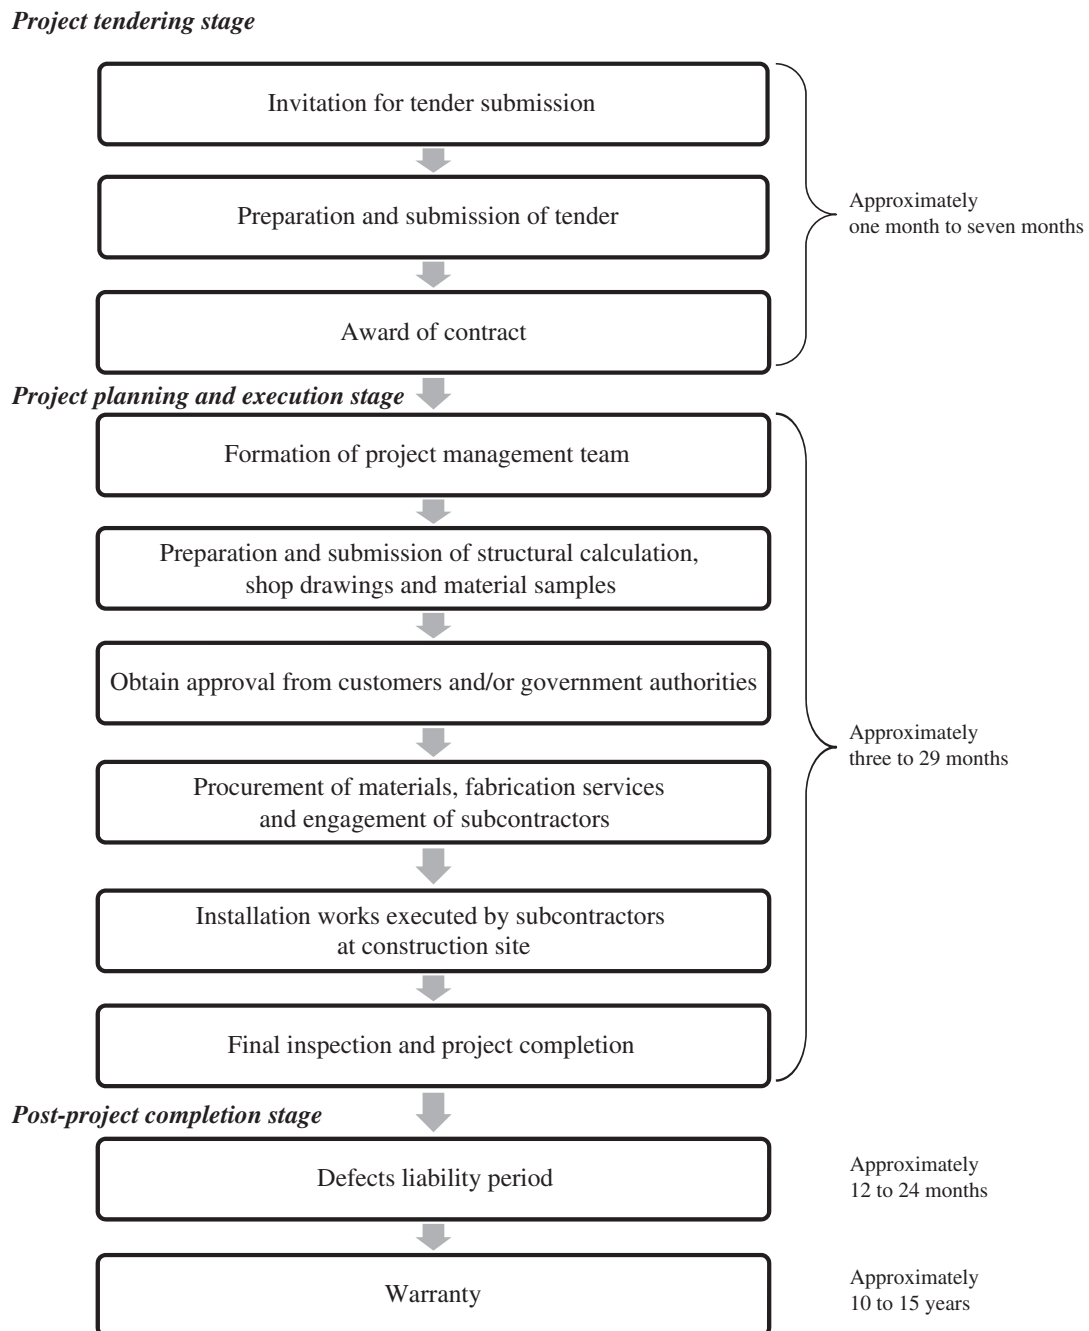 Project tendering stage
Invitation for tender submission
Preparation and submission of tender
Approximately
one month to seven months
Award of contract
Project planning and execution stage
Formation of project management team
Preparation and submission of structural calculation,
shop drawings and material samples
Obtain approval from customers and/or government authorities
Approximately
three to 29 months
Procurement of materials, fabrication services
and engagement of subcontractors
Installation works executed by subcontractors
at construction site
Final inspection and project completion
Post-project completion stage
Defects liability period
Approximately
12 to 24 months
Warranty
Approximately
10 to 15 years